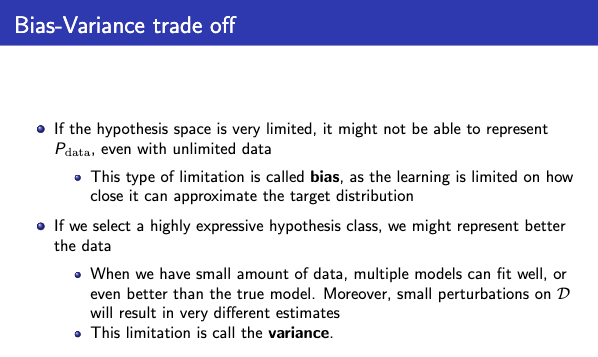 Bias-Variance trade off
If the hypothesis space is very limited, it might not be able to represent
P_data, even with unlimited data
This type of limitation is called bias, as the learning is limited on how
close it can approximate the target distribution
If we select a highly expressive hypothesis class, we might represent better
the data
When we have small amount of data, multiple models can fit well, or
even better than the true model. Moreover, small perturbations on 𝒟
will result in very different estimates
This limitation is call the variance.